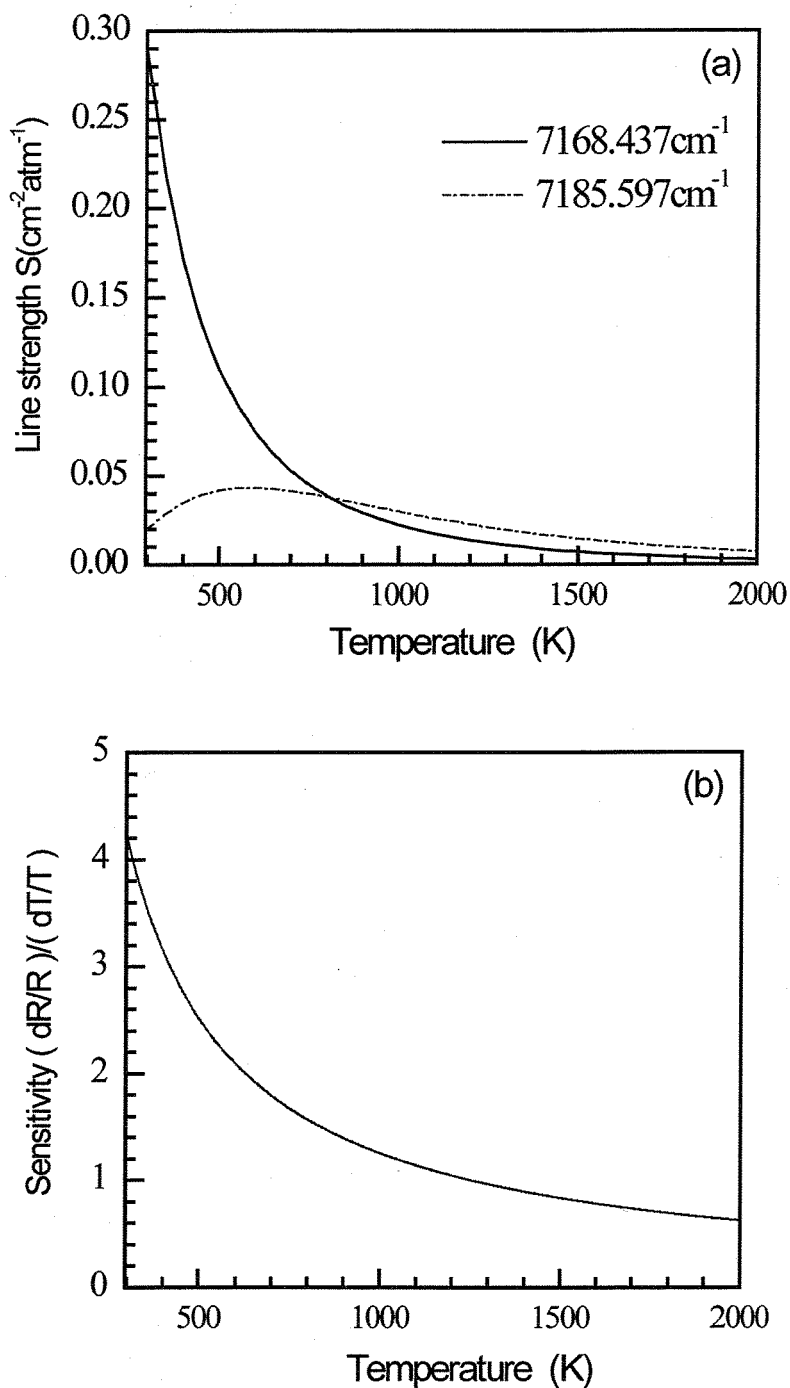 (a)
0.30
0.25
0.20
0.15
0.10
0.05
0.00
Line strength S(cm⁻²atm⁻¹)
7168.437cm⁻¹
7185.597cm⁻¹
500 1000 1500 2000
Temperature (K)
(b)
5
4
3
2
1
0
Sensitivity ( dR/R )/( dT/T )
500 1000 1500 2000
Temperature (K)